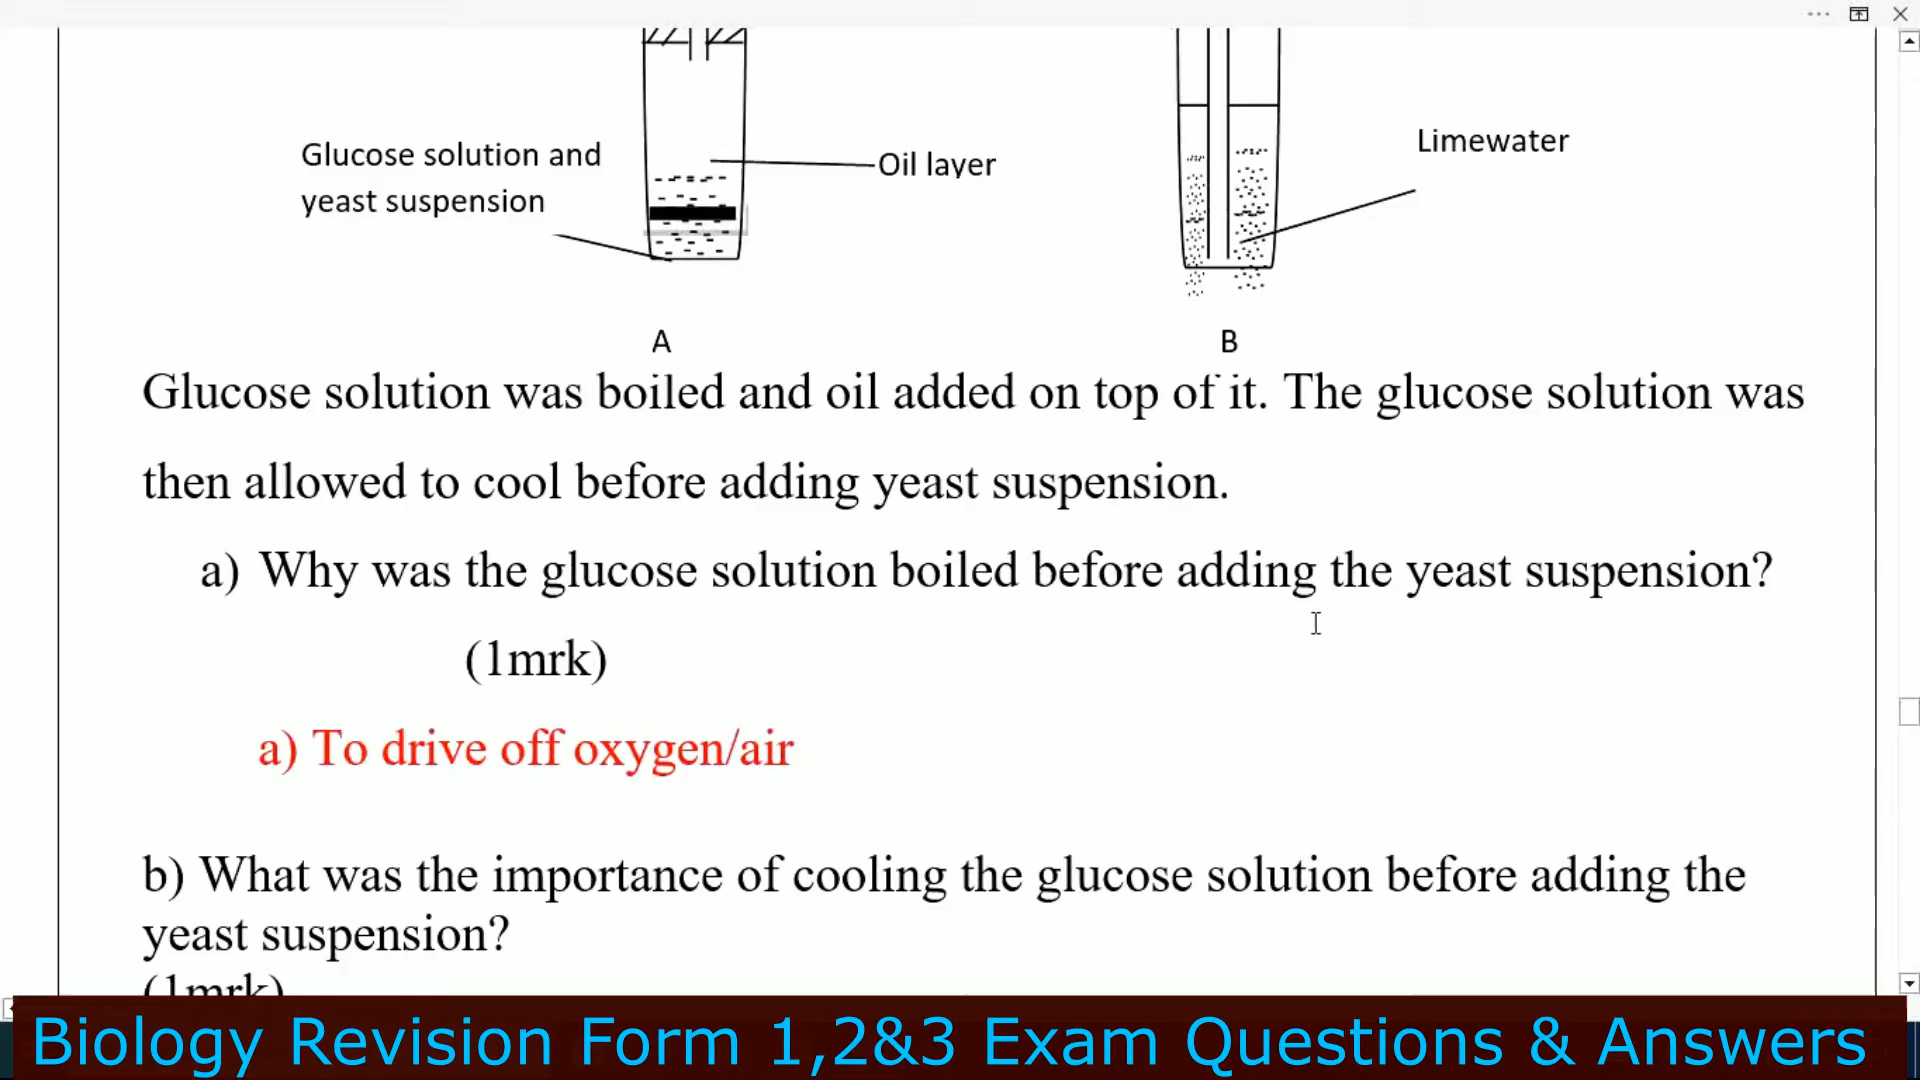 Glucose solution and
yeast suspension
Oil layer
Limewater
A
B
Glucose solution was boiled and oil added on top of it. The glucose solution was
then allowed to cool before adding yeast suspension.
a) Why was the glucose solution boiled before adding the yeast suspension?
(1mrk)
a) To drive off oxygen/air
b) What was the importance of cooling the glucose solution before adding the
yeast suspension?
(1mrk)
Biology Revision Form 1,2&3 Exam Questions & Answers